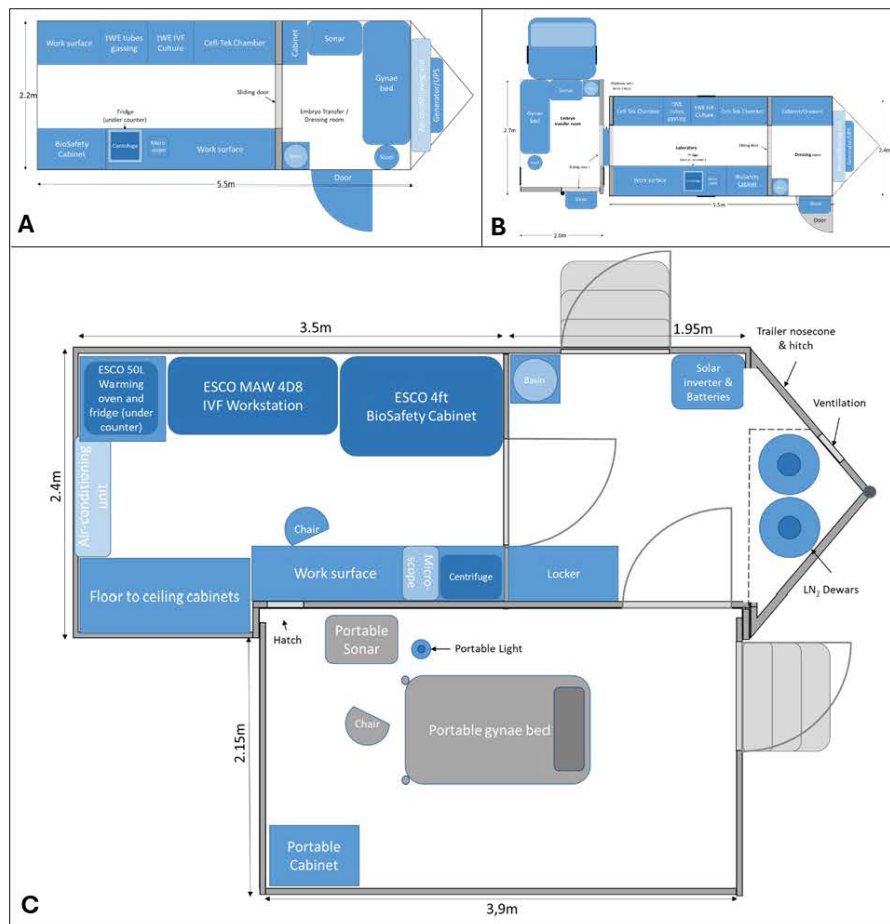 A
Work surface
tWE tubes
gassing
tWE IVF
Culture
Cell-Tek Chamber
Cabinet
Sonar
Gynae
bed
Generator/UPS
2.2m
Sliding door
Fridge
(under counter)
Embryo Transfer /
Dressing room
BioSafety
Cabinet
Centrifuge
Work surface
Basin
Door
5.5m
B
Sonar
Gynae
bed
Embryo
transfer room
2.7m
Sliding door
2.0m
Cell-Tek Chamber
tWE tubes
gassing
tWE IVF
Culture
Cell-Tek Chamber
Cabinet/Drawers
Laboratory
Fridge
Sliding door
Dressing room
Work surface
BioSafety
Cabinet
Generator/UPS
2.4m
5.5m
Door
C
3.5m
1.95m
Trailer nosecone
& hitch
ESCO 50L
Warming
oven and
fridge (under
counter)
ESCO MAW 4D8
IVF Workstation
ESCO 4ft
BioSafety Cabinet
Basin
Solar
inverter &
Batteries
Ventilation
2.4m
Air-conditioning
unit
Chair
Floor to ceiling cabinets
Work surface
Micro-
scope
Centrifuge
Locker
LN₂ Dewars
Hatch
Portable
Sonar
Portable Light
Chair
Portable gynae bed
2.15m
Portable
Cabinet
3,9m